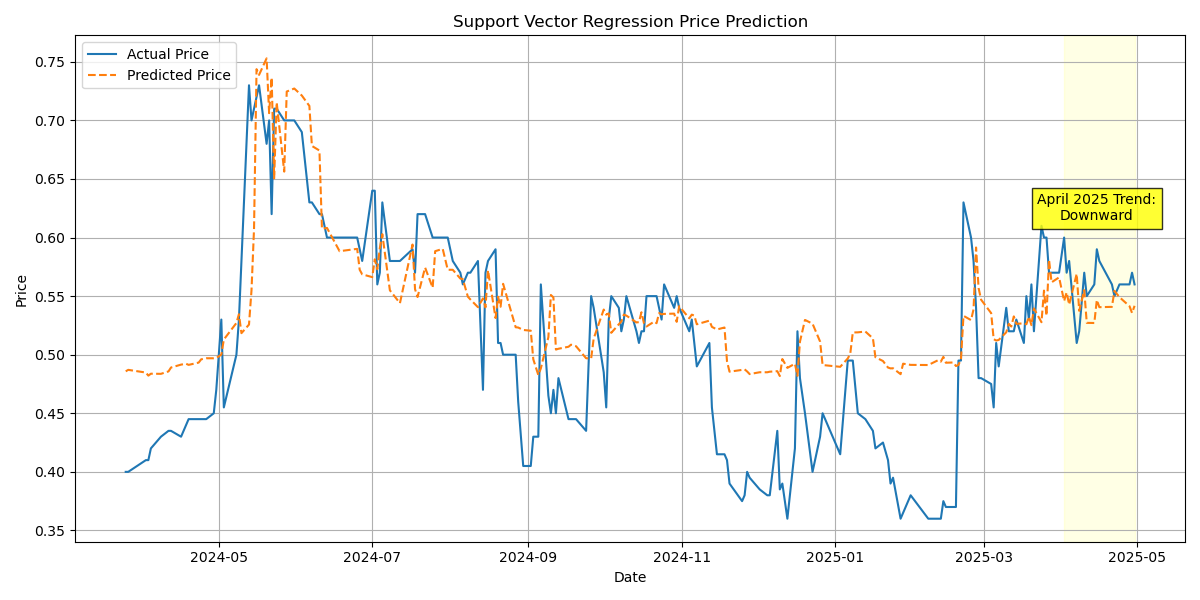 Support Vector Regression Price Prediction
Actual Price
Predicted Price
April 2025 Trend:
Downward
Price
0.75
0.70
0.65
0.60
0.55
0.50
0.45
0.40
0.35
2024-05 2024-07 2024-09 2024-11 2025-01 2025-03 2025-05
Date